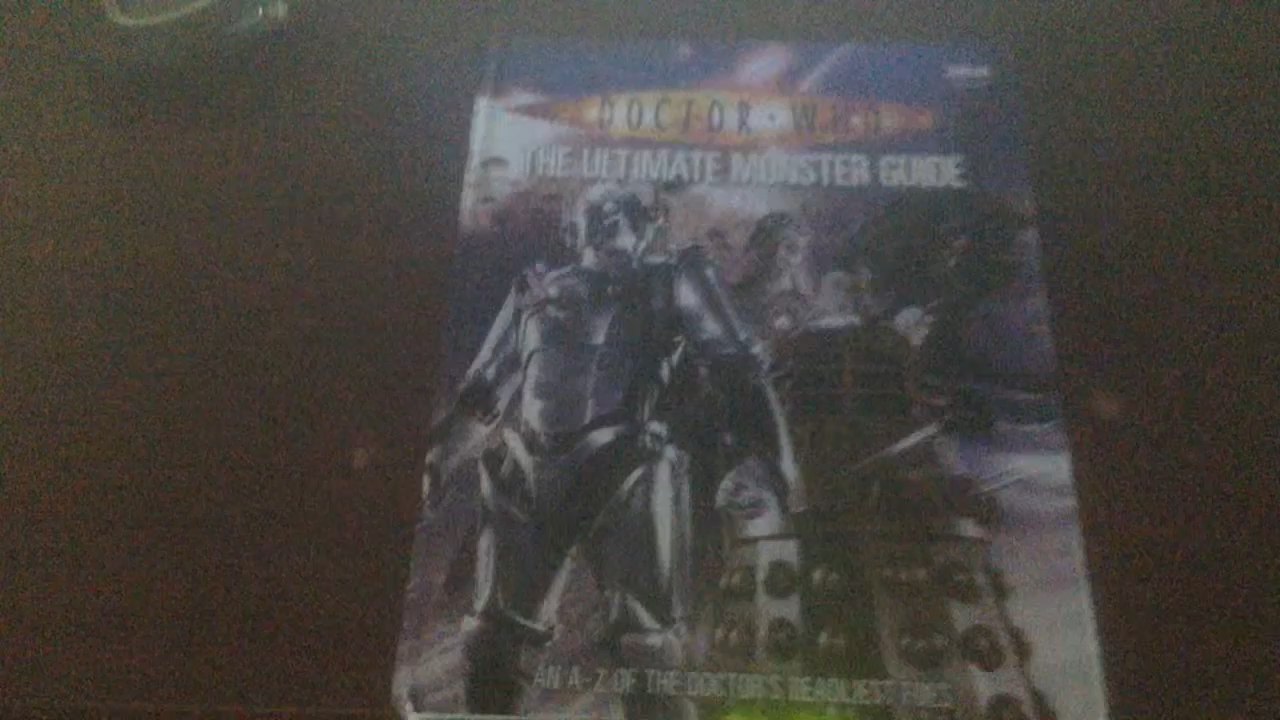 DOCTOR · WHO
THE ULTIMATE MONSTER GUIDE
AN A-Z OF THE DOCTOR'S DEADLIEST FOES